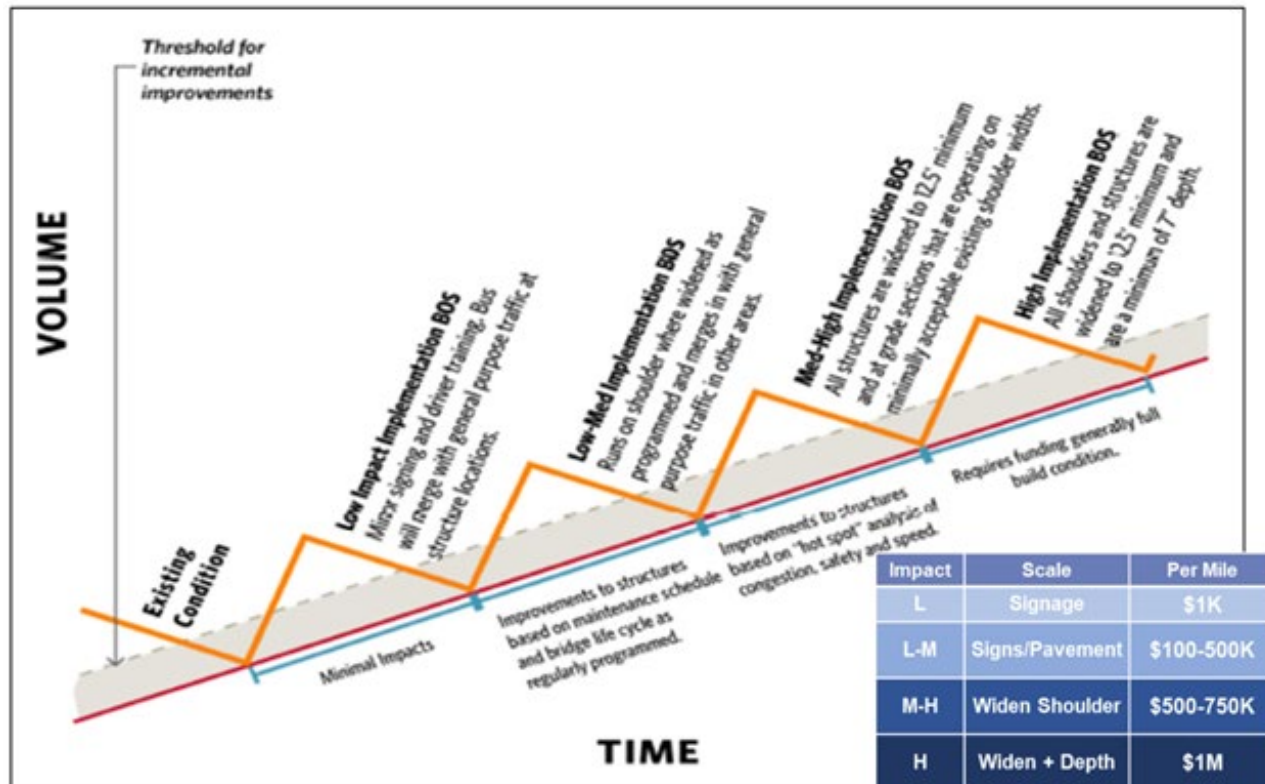 Threshold for
incremental
improvements
VOLUME
Existing
Condition
Low Impact Implementation BOS
Minor signing and driver training. Bus
will merge with general purpose traffic at
structure locations.
Low-Med Implementation BOS
Runs on shoulder where widened as
programmed and merges in with general
purpose traffic in other areas.
Med-High Implementation BOS
All structures are widened to 12.5' minimum
and at grade sections that are operating on
minimally acceptable existing shoulder widths.
High Implementation BOS
All shoulders and structures are
widened to 12.5' minimum and
are a minimum of 7" depth.
Minimal Impacts
Improvements to structures
based on maintenance schedule
and bridge life cycle as
regularly programmed.
Improvements to structures
based on "hot spot" analysis of
congestion, safety and speed.
Requires funding generally full
build condition.
TIME
Impact Scale Per Mile
L Signage $1K
L-M Signs/Pavement $100-500K
M-H Widen Shoulder $500-750K
H Widen + Depth $1M